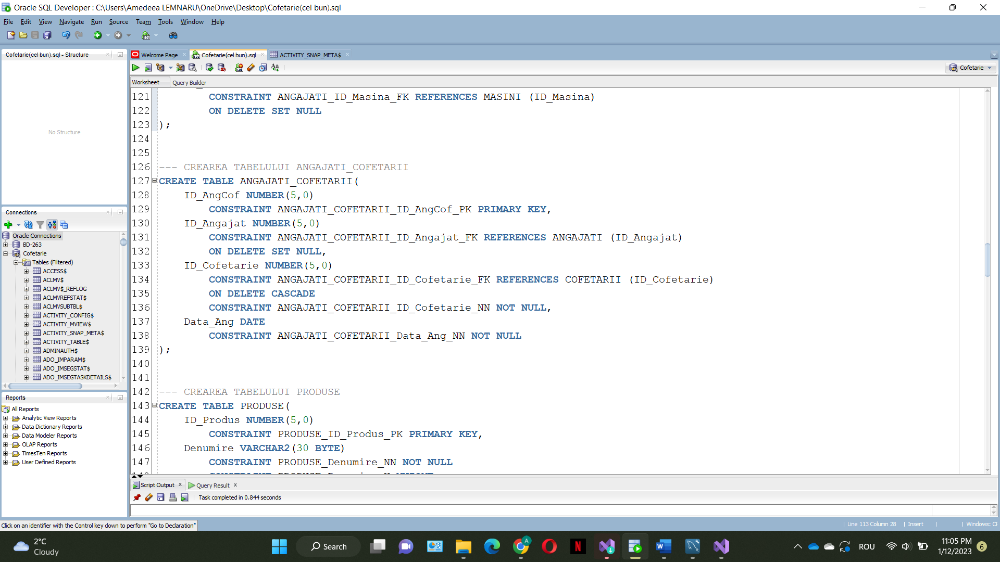 Oracle SQL Developer : C:\Users\Amedeea LEMNARU\OneDrive\Desktop\Cofetarie(cel bun).sql
File Edit View Navigate Run Source Team Tools Window Help
Cofetarie(cel bun).sql - Structure
No Structure
Connections
Oracle Connections
BD-263
Cofetarie
Tables (Filtered)
ACCESS$
ACLMV$
ACLMV$_REFLOG
ACLMVREFSTAT$
ACLMVSUBTBL$
ACTIVITY_CONFIG$
ACTIVITY_MVIEW$
ACTIVITY_SNAP_META$
ACTIVITY_TABLE$
ADMINAUTH$
ADO_IMPARAM$
ADO_IMSEGSTAT$
ADO_IMSEGTASKDETAILS$
Reports
All Reports
Analytic View Reports
Data Dictionary Reports
Data Modeler Reports
OLAP Reports
TimesTen Reports
User Defined Reports
Welcome Page Cofetarie(cel bun).sql ACTIVITY_SNAP_META$
Cofetarie
Worksheet Query Builder
121 CONSTRAINT ANGAJATI_ID_Masina_FK REFERENCES MASINI (ID_Masina)
122 ON DELETE SET NULL
123 );
124
125
126 --- CREAREA TABELULUI ANGAJATI_COFETARII
127 CREATE TABLE ANGAJATI_COFETARII(
128 ID_AngCof NUMBER(5,0)
129 CONSTRAINT ANGAJATI_COFETARII_ID_AngCof_PK PRIMARY KEY,
130 ID_Angajat NUMBER(5,0)
131 CONSTRAINT ANGAJATI_COFETARII_ID_Angajat_FK REFERENCES ANGAJATI (ID_Angajat)
132 ON DELETE SET NULL,
133 ID_Cofetarie NUMBER(5,0)
134 CONSTRAINT ANGAJATI_COFETARII_ID_Cofetarie_FK REFERENCES COFETARII (ID_Cofetarie)
135 ON DELETE CASCADE
136 CONSTRAINT ANGAJATI_COFETARII_ID_Cofetarie_NN NOT NULL,
137 Data_Ang DATE
138 CONSTRAINT ANGAJATI_COFETARII_Data_Ang_NN NOT NULL
139 );
140
141
142 --- CREAREA TABELULUI PRODUSE
143 CREATE TABLE PRODUSE(
144 ID_Produs NUMBER(5,0)
145 CONSTRAINT PRODUSE_ID_Produs_PK PRIMARY KEY,
146 Denumire VARCHAR2(30 BYTE)
147 CONSTRAINT PRODUSE_Denumire_NN NOT NULL
Script Output Query Result
Task completed in 0.844 seconds
Click on an identifier with the Control key down to perform "Go to Declaration"
Line 113 Column 28 Insert Windows:
2°C
Cloudy
Search
ROU
11:05 PM
1/12/2023
6